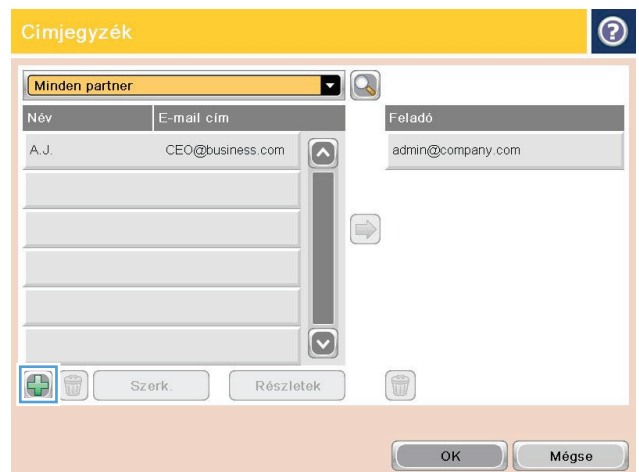 Címjegyzék
?
Minden partner
Név E-mail cím Feladó
A.J. CEO@business.com admin@company.com
Szerk. Részletek
OK Mégse